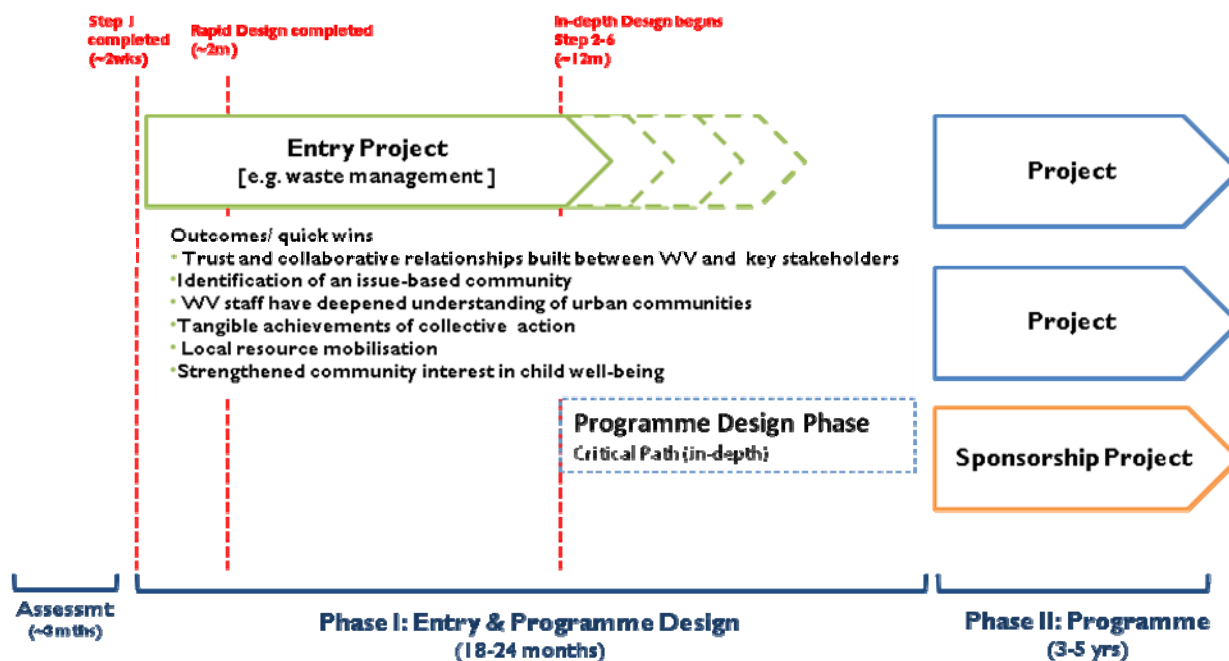 Step 1
completed
(~2wks)
Rapid Design completed
(~2m)
In-depth Design begins
Step 2-6
(~12m)
Entry Project
[e.g. waste management ]
Project
Outcomes/ quick wins
• Trust and collaborative relationships built between WV and key stakeholders
•Identification of an issue-based community
• WV staff have deepened understanding of urban communities
•Tangible achievements of collective action
• Local resource mobilisation
•Strengthened community interest in child well-being
Project
Programme Design Phase
Critical Path (in-depth)
Sponsorship Project
Assessmt
mths)
Phase I: Entry & Programme Design
(18-24 months)
Phase II: Programme
(3-5 yrs)